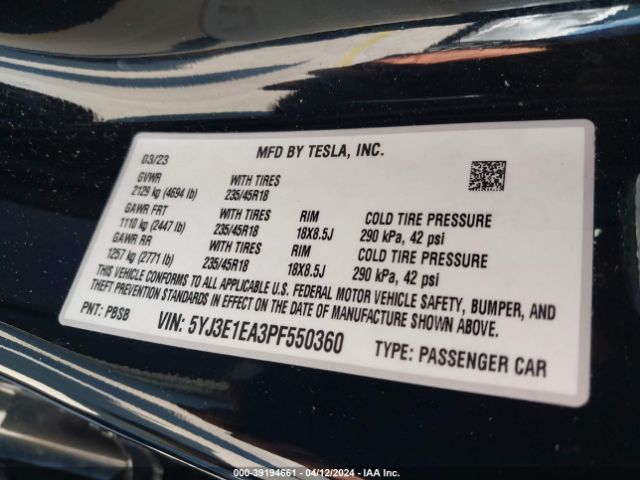 03/23 MFD BY TESLA, INC.
GVWR WITH TIRES
2129 kg (4694 lb) 235/45R18
GAWR FRT WITH TIRES RIM COLD TIRE PRESSURE
1110 kg (2447 lb) 235/45R18 18X8.5J 290 kPa, 42 psi
GAWR RR WITH TIRES RIM COLD TIRE PRESSURE
1257 kg (2771 lb) 235/45R18 18X8.5J 290 kPa, 42 psi
THIS VEHICLE CONFORMS TO ALL APPLICABLE U.S. FEDERAL MOTOR VEHICLE SAFETY, BUMPER, AND
THEFT PREVENTION STANDARDS IN EFFECT ON THE DATE OF MANUFACTURE SHOWN ABOVE.
PNT: PBSB VIN: 5YJ3E1EA3PF550360 TYPE: PASSENGER CAR
000-39194661 - 04/12/2024 - IAA Inc.